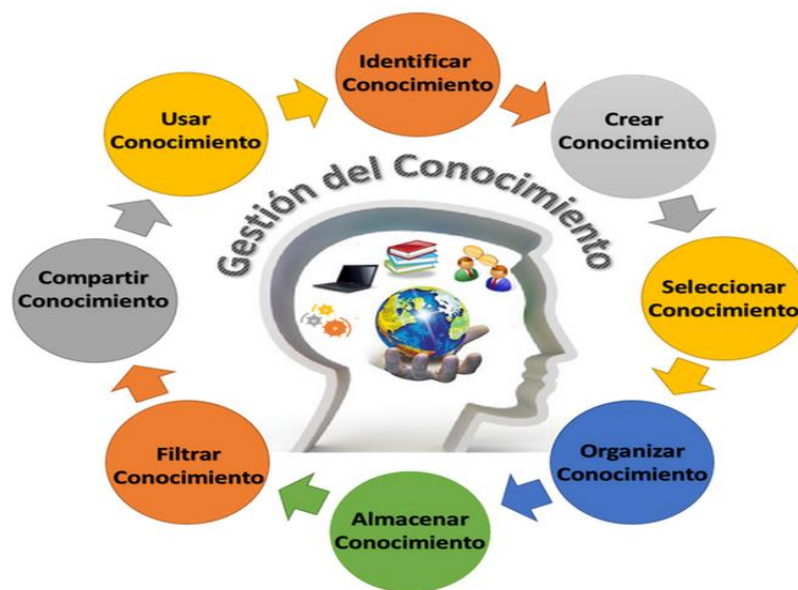 Identificar
Conocimiento
Crear
Conocimiento
Seleccionar
Conocimiento
Organizar
Conocimiento
Almacenar
Conocimiento
Filtrar
Conocimiento
Compartir
Conocimiento
Usar
Conocimiento
Gestión del Conocimiento